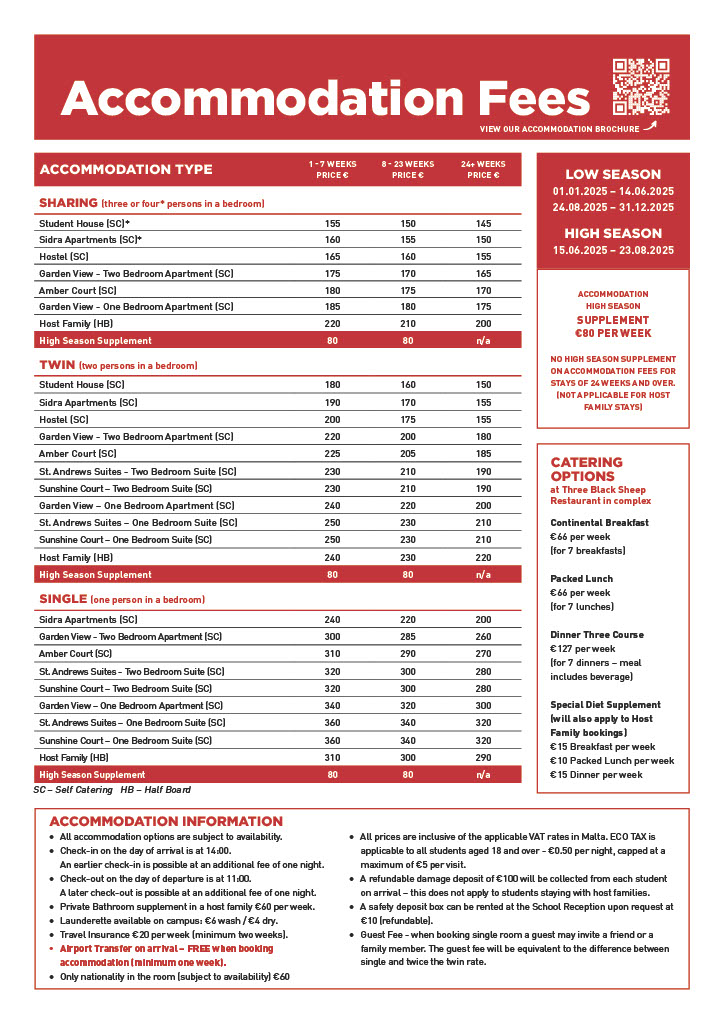 Accommodation Fees
VIEW OUR ACCOMMODATION BROCHURE
ACCOMMODATION TYPE 1 - 7 WEEKS PRICE € 8 - 23 WEEKS PRICE € 24+ WEEKS PRICE €
SHARING (three or four* persons in a bedroom)
Student House (SC)* 155 150 145
Sidra Apartments (SC)* 160 155 150
Hostel (SC) 165 160 155
Garden View - Two Bedroom Apartment (SC) 175 170 165
Amber Court (SC) 180 175 170
Garden View - One Bedroom Apartment (SC) 185 180 175
Host Family (HB) 220 210 200
High Season Supplement 80 80 n/a
TWIN (two persons in a bedroom)
Student House (SC) 180 160 150
Sidra Apartments (SC) 190 170 155
Hostel (SC) 200 175 155
Garden View - Two Bedroom Apartment (SC) 220 200 180
Amber Court (SC) 225 205 185
St. Andrews Suites - Two Bedroom Suite (SC) 230 210 190
Sunshine Court – Two Bedroom Suite (SC) 230 210 190
Garden View – One Bedroom Apartment (SC) 240 220 200
St. Andrews Suites – One Bedroom Suite (SC) 250 230 210
Sunshine Court – One Bedroom Suite (SC) 250 230 210
Host Family (HB) 240 230 220
High Season Supplement 80 80 n/a
SINGLE (one person in a bedroom)
Sidra Apartments (SC) 240 220 200
Garden View - Two Bedroom Apartment (SC) 300 285 260
Amber Court (SC) 310 290 270
St. Andrews Suites - Two Bedroom Suite (SC) 320 300 280
Sunshine Court – Two Bedroom Suite (SC) 320 300 280
Garden View – One Bedroom Apartment (SC) 340 320 300
St. Andrews Suites – One Bedroom Suite (SC) 360 340 320
Sunshine Court – One Bedroom Suite (SC) 360 340 320
Host Family (HB) 310 300 290
High Season Supplement 80 80 n/a
SC – Self Catering HB – Half Board
LOW SEASON
01.01.2025 – 14.06.2025
24.08.2025 – 31.12.2025
HIGH SEASON
15.06.2025 – 23.08.2025
ACCOMMODATION
HIGH SEASON
SUPPLEMENT
€80 PER WEEK
NO HIGH SEASON SUPPLEMENT
ON ACCOMMODATION FEES FOR
STAYS OF 24 WEEKS AND OVER.
(NOT APPLICABLE FOR HOST
FAMILY STAYS)
CATERING
OPTIONS
at Three Black Sheep
Restaurant in complex
Continental Breakfast
€66 per week
(for 7 breakfasts)
Packed Lunch
€66 per week
(for 7 lunches)
Dinner Three Course
€127 per week
(for 7 dinners – meal
includes beverage)
Special Diet Supplement
(will also apply to Host
Family bookings)
€15 Breakfast per week
€10 Packed Lunch per week
€15 Dinner per week
ACCOMMODATION INFORMATION
• All accommodation options are subject to availability.
• Check-in on the day of arrival is at 14:00.
An earlier check-in is possible at an additional fee of one night.
• Check-out on the day of departure is at 11:00.
A later check-out is possible at an additional fee of one night.
• Private Bathroom supplement in a host family €60 per week.
• Launderette available on campus: €6 wash / €4 dry.
• Travel Insurance €20 per week (minimum two weeks).
• Airport Transfer on arrival – FREE when booking
accommodation (minimum one week).
• Only nationality in the room (subject to availability) €60
• All prices are inclusive of the applicable VAT rates in Malta. ECO TAX is
applicable to all students aged 18 and over - €0.50 per night, capped at a
maximum of €5 per visit.
• A refundable damage deposit of €100 will be collected from each student
on arrival – this does not apply to students staying with host families.
• A safety deposit box can be rented at the School Reception upon request at
€10 (refundable).
• Guest Fee - when booking single room a guest may invite a friend or a
family member. The guest fee will be equivalent to the difference between
single and twice the twin rate.